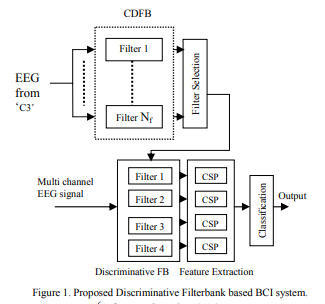 CDFB
EEG
from
‘C3’
Filter 1
Filter Nf
Filter Selection
Multi channel
EEG signal
Filter 1
Filter 2
Filter 3
Filter 4
CSP
CSP
CSP
CSP
Classification
Output
Discriminative FB
Feature Extraction
Figure 1. Proposed Discriminative Filterbank based BCI system.